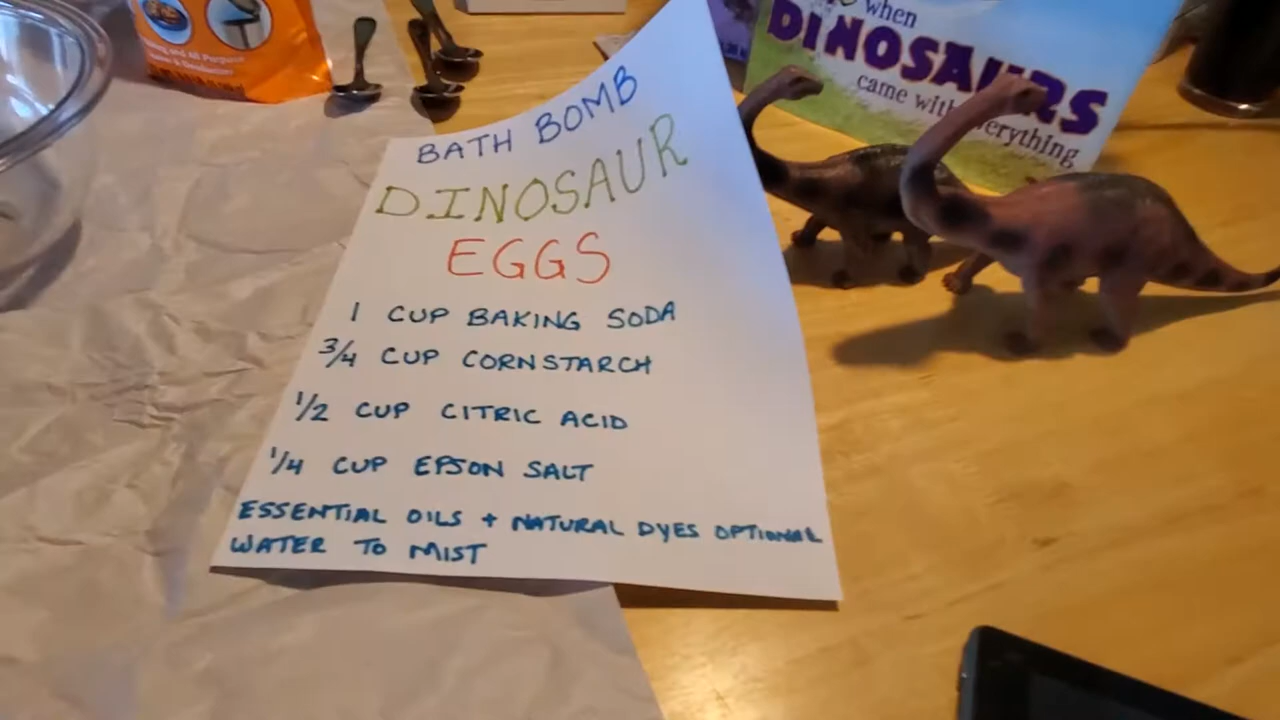 when
DINOSAURS
came with everything
BATH BOMB
DINOSAUR
EGGS
1 CUP BAKING SODA
3/4 CUP CORNSTARCH
1/2 CUP CITRIC ACID
1/4 CUP EPSON SALT
ESSENTIAL OILS + NATURAL DYES OPTIONAL
WATER TO MIST